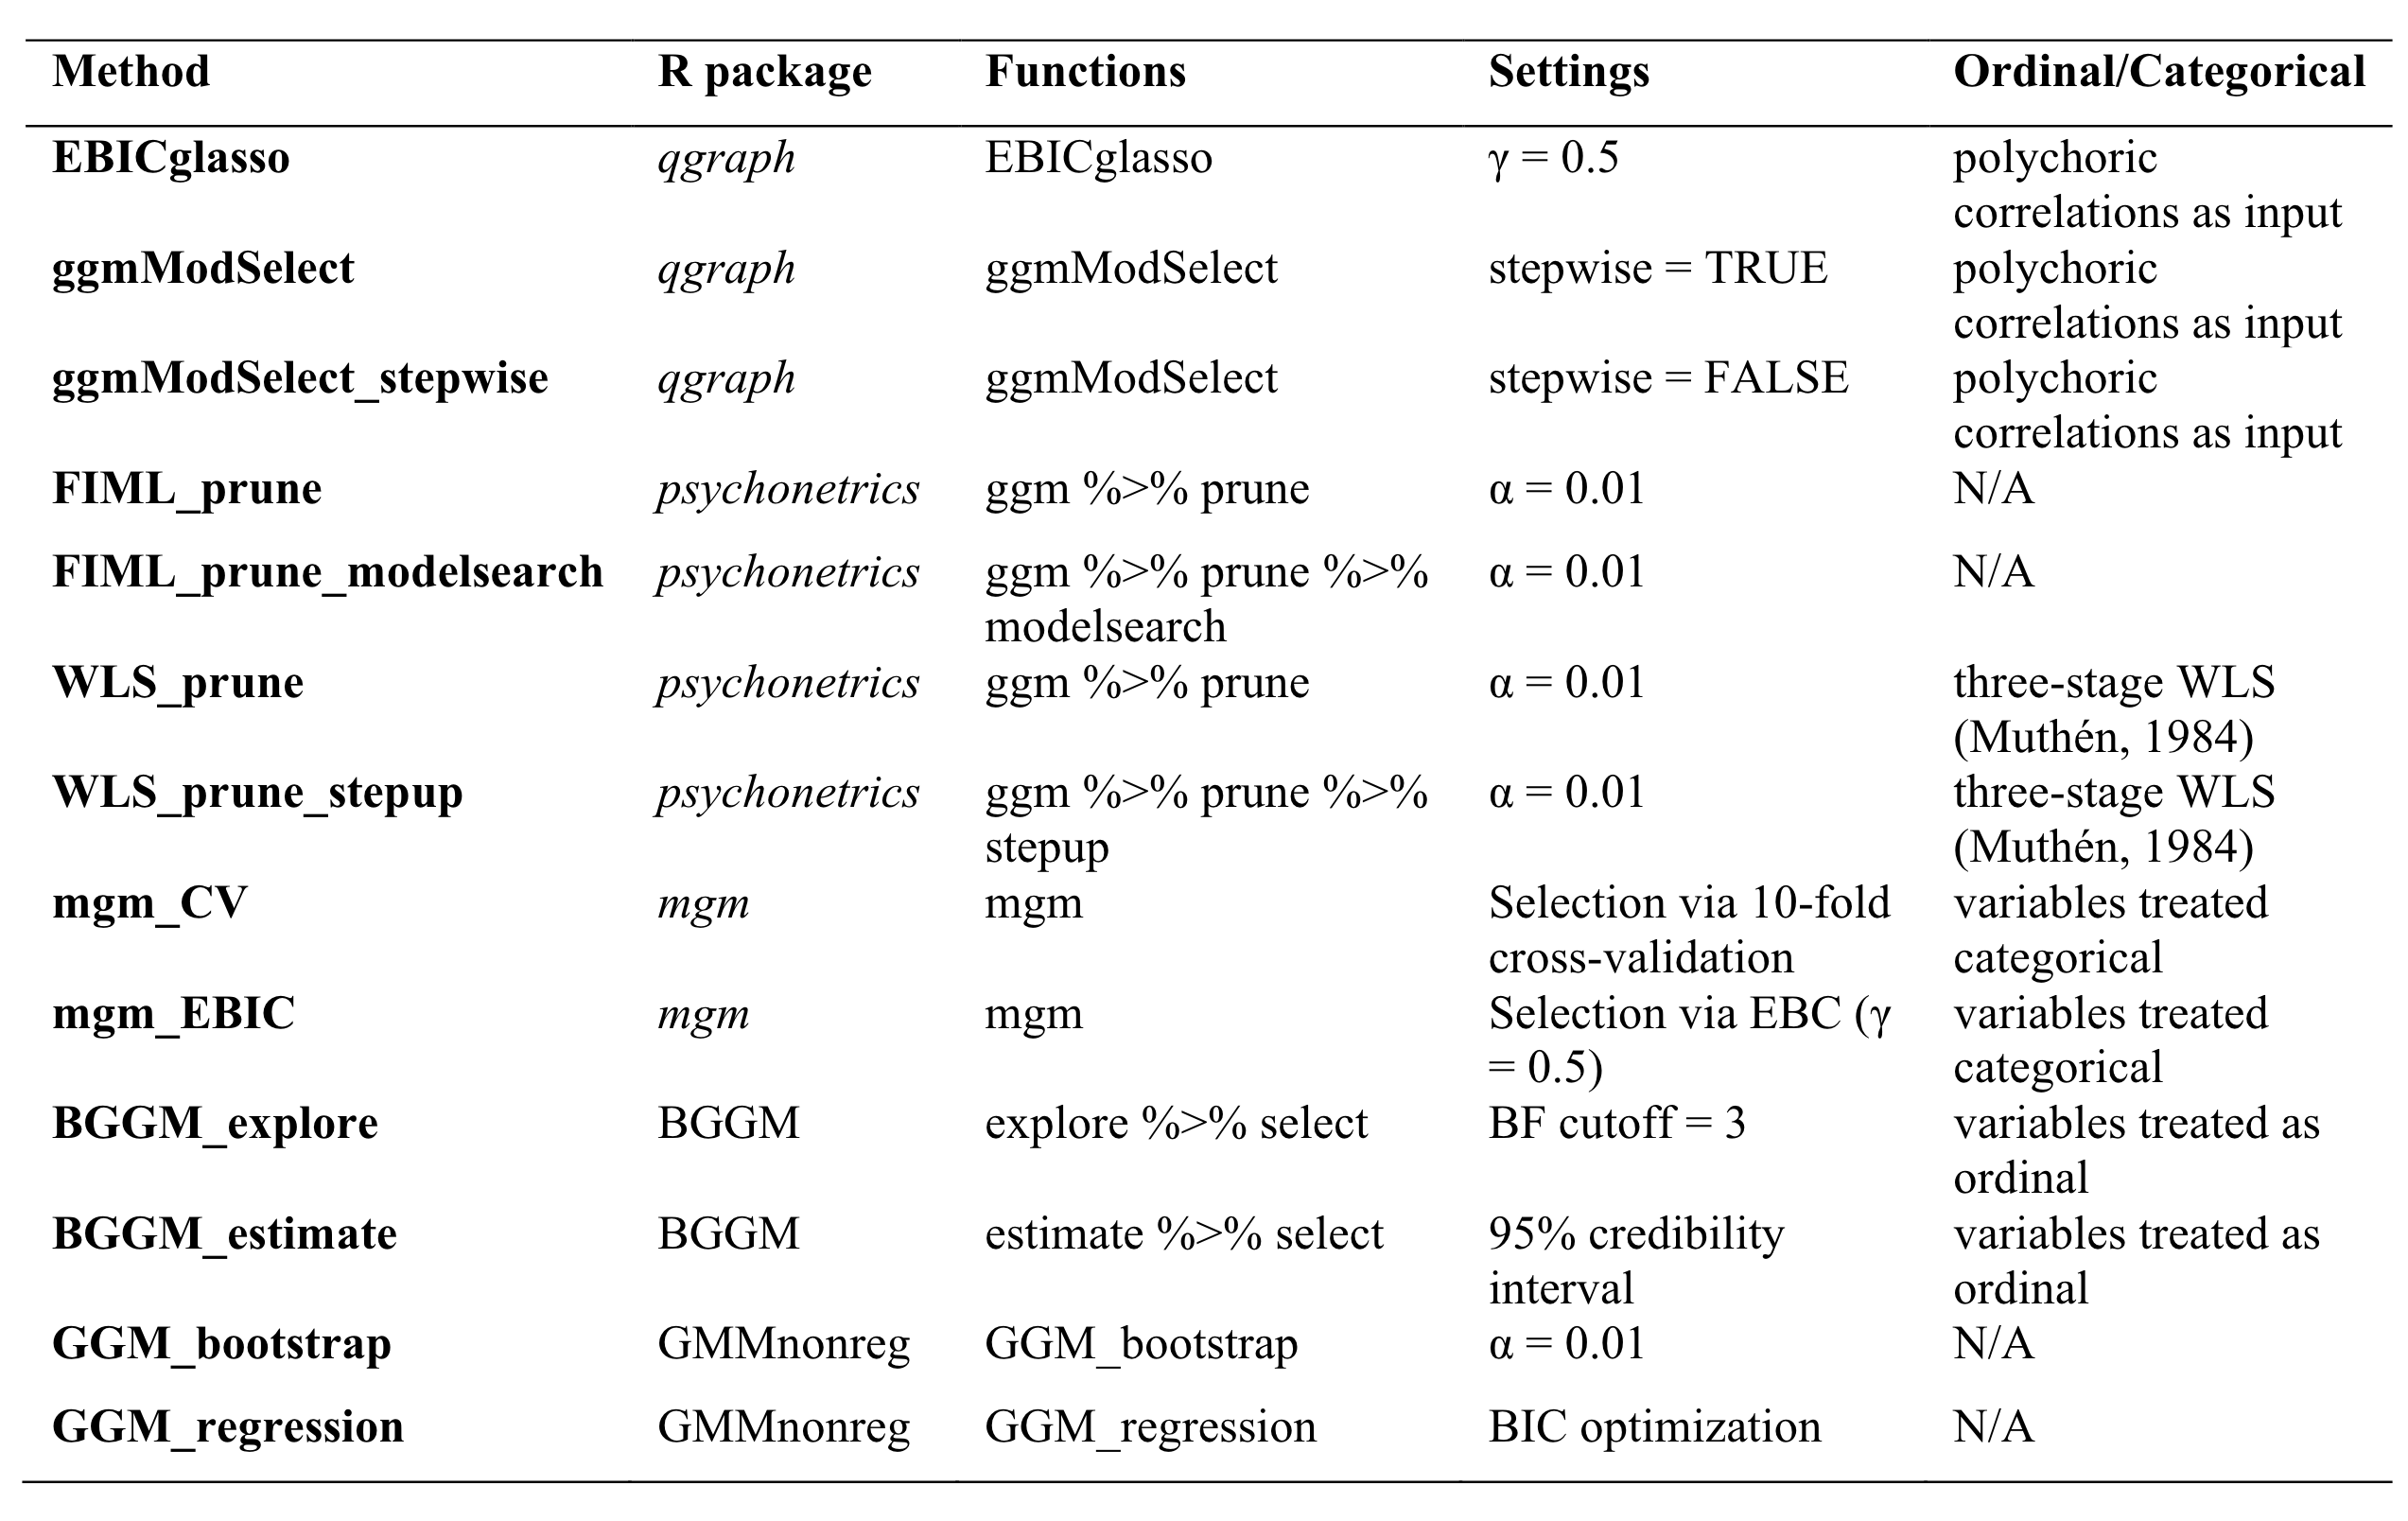 Method R package Functions Settings Ordinal/Categorical
EBICglasso qgraph EBICglasso γ = 0.5 polychoric
correlations as input
ggmModSelect qgraph ggmModSelect stepwise = TRUE polychoric
correlations as input
ggmModSelect_stepwise qgraph ggmModSelect stepwise = FALSE polychoric
correlations as input
FIML_prune psychonetrics ggm %>% prune α = 0.01 N/A
FIML_prune_modelsearch psychonetrics ggm %>% prune %>% α = 0.01 N/A
modelsearch
WLS_prune psychonetrics ggm %>% prune α = 0.01 three-stage WLS
(Muthén, 1984)
WLS_prune_stepup psychonetrics ggm %>% prune %>% α = 0.01 three-stage WLS
stepup (Muthén, 1984)
mgm_CV mgm mgm Selection via 10-fold variables treated
cross-validation categorical
mgm_EBIC mgm mgm Selection via EBC (γ variables treated
= 0.5) categorical
BGGM_explore BGGM explore %>% select BF cutoff = 3 variables treated as
ordinal
BGGM_estimate BGGM estimate %>% select 95% credibility variables treated as
interval ordinal
GGM_bootstrap GMMnonreg GGM_bootstrap α = 0.01 N/A
GGM_regression GMMnonreg GGM_regression BIC optimization N/A